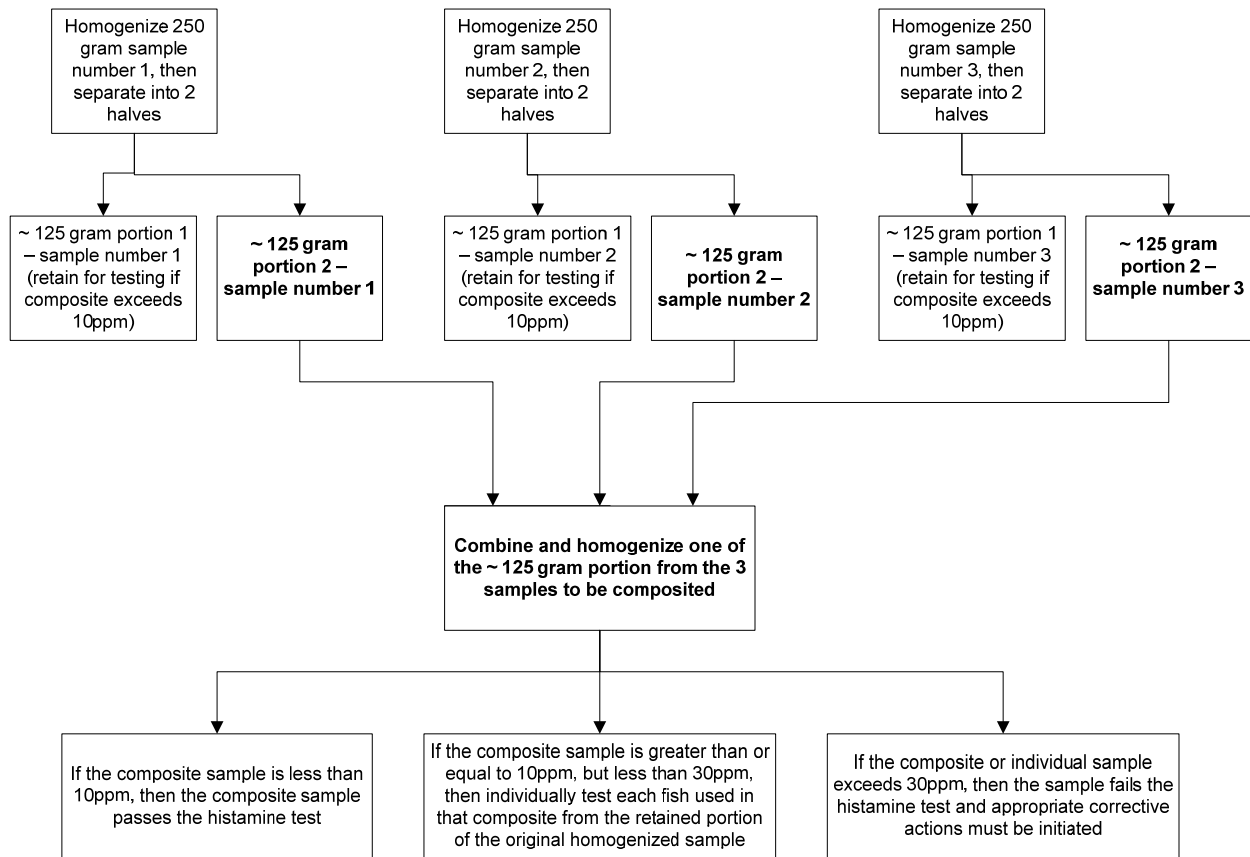 Homogenize 250
gram sample
number 1, then
separate into 2
halves
Homogenize 250
gram sample
number 2, then
separate into 2
halves
Homogenize 250
gram sample
number 3, then
separate into 2
halves
~ 125 gram portion 1
– sample number 1
(retain for testing if
composite exceeds
10ppm)
~ 125 gram
portion 2 –
sample number 1
~ 125 gram portion 1
– sample number 2
(retain for testing if
composite exceeds
10ppm)
~ 125 gram
portion 2 –
sample number 2
~ 125 gram portion 1
– sample number 3
(retain for testing if
composite exceeds
10ppm)
~ 125 gram
portion 2 –
sample number 3
Combine and homogenize one of
the ~ 125 gram portion from the 3
samples to be composited
If the composite sample is less than
10ppm, then the composite sample
passes the histamine test
If the composite sample is greater than or
equal to 10ppm, but less than 30ppm,
then individually test each fish used in
that composite from the retained portion
of the original homogenized sample
If the composite or individual sample
exceeds 30ppm, then the sample fails the
histamine test and appropriate corrective
actions must be initiated